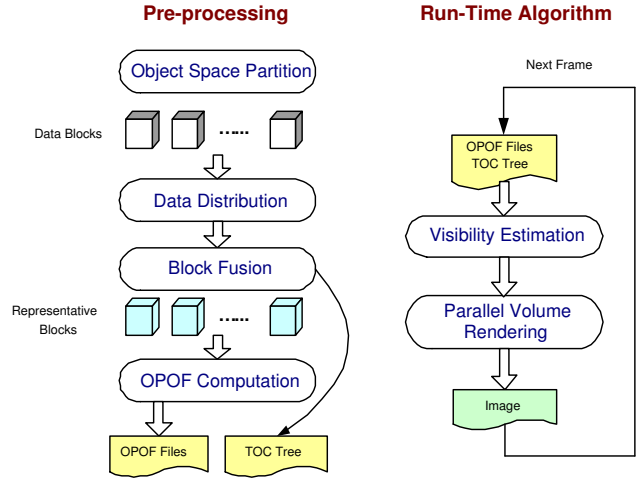 Pre-processing
Object Space Partition
Data Blocks
......
Data Distribution
Block Fusion
Representative
Blocks
......
OPOF Computation
OPOF Files
TOC Tree
Run-Time Algorithm
Next Frame
OPOF Files
TOC Tree
Visibility Estimation
Parallel Volume
Rendering
Image